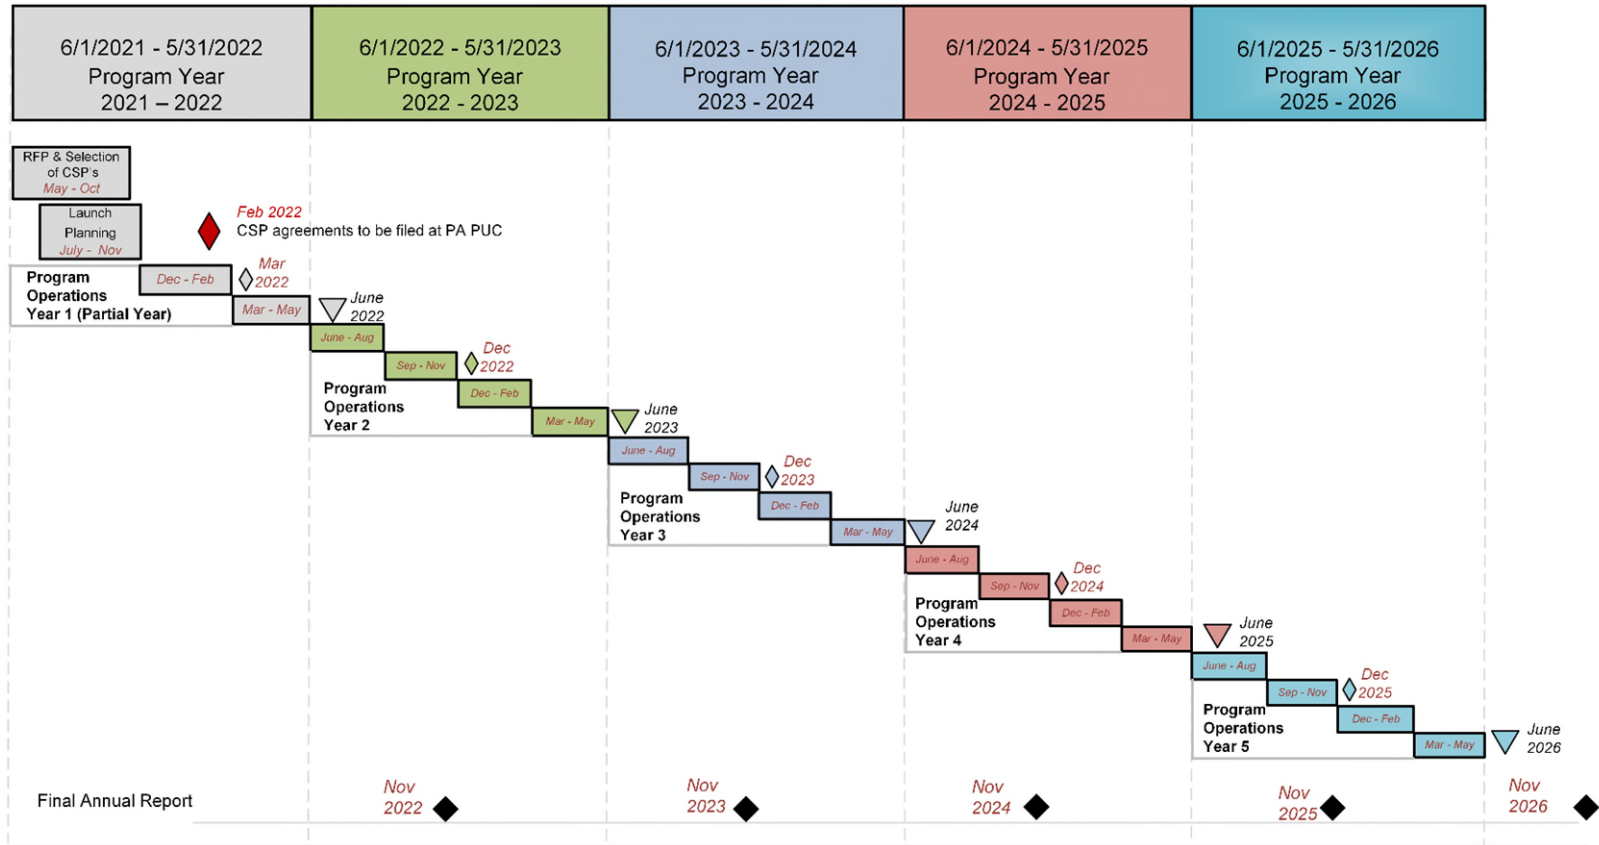 6/1/2021 - 5/31/2022
Program Year
2021 – 2022
6/1/2022 - 5/31/2023
Program Year
2022 - 2023
6/1/2023 - 5/31/2024
Program Year
2023 - 2024
6/1/2024 - 5/31/2025
Program Year
2024 - 2025
6/1/2025 - 5/31/2026
Program Year
2025 - 2026
RFP & Selection
of CSP's
May - Oct
Launch
Planning
July - Nov
Feb 2022
CSP agreements to be filed at PA PUC
Program
Operations
Year 1 (Partial Year)
Dec - Feb
Mar
2022
Mar - May
June
2022
June - Aug
Sep - Nov
Dec
2022
Dec - Feb
Program
Operations
Year 2
Mar - May
June
2023
June - Aug
Sep - Nov
Dec
2023
Dec - Feb
Program
Operations
Year 3
Mar - May
June
2024
June - Aug
Sep - Nov
Dec
2024
Dec - Feb
Program
Operations
Year 4
Mar - May
June
2025
June - Aug
Sep - Nov
Dec
2025
Dec - Feb
Program
Operations
Year 5
Mar - May
June
2026
Final Annual Report
Nov
2022
Nov
2023
Nov
2024
Nov
2025
Nov
2026